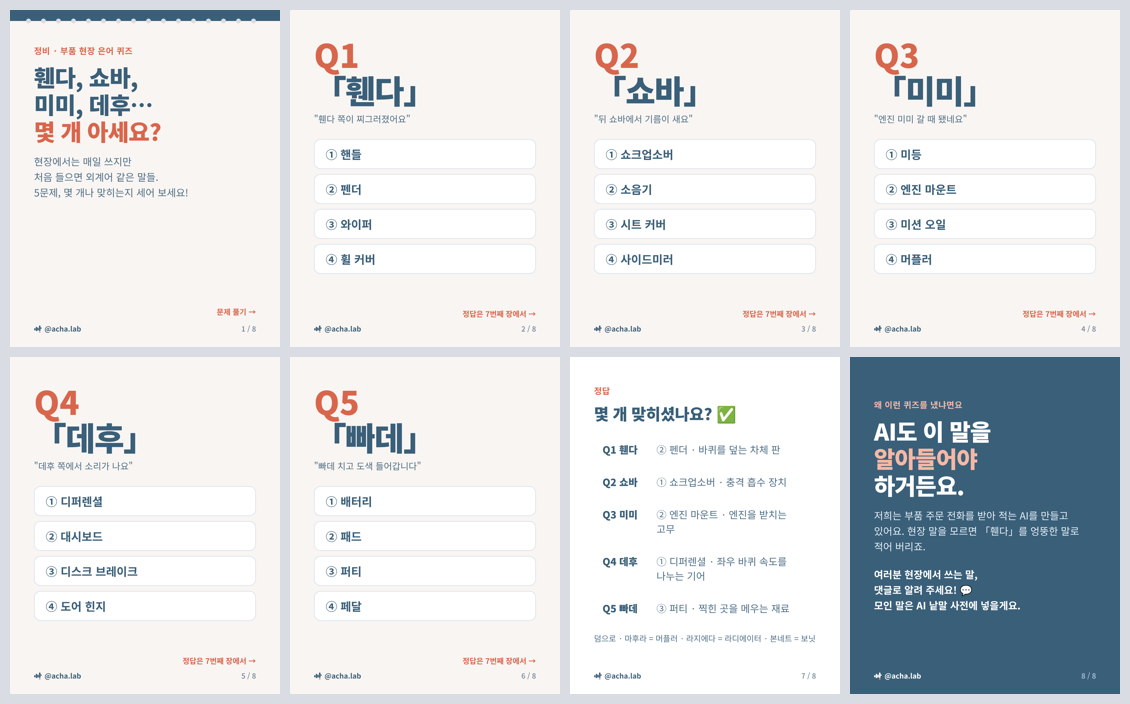 정비 · 부품 현장 은어 퀴즈
휀다, 쇼바,
미미, 데후…
몇 개 아세요?
현장에서는 매일 쓰지만
처음 들으면 외계어 같은 말들.
5문제, 몇 개나 맞히는지 세어 보세요!
문제 풀기 →
@acha.lab
1 / 8
Q1
「휀다」
"휀다 쪽이 찌그러졌어요"
① 핸들
② 펜더
③ 와이퍼
④ 휠 커버
정답은 7번째 장에서 →
@acha.lab
2 / 8
Q2
「쇼바」
"뒤 쇼바에서 기름이 새요"
① 쇼크업소버
② 소음기
③ 시트 커버
④ 사이드미러
정답은 7번째 장에서 →
@acha.lab
3 / 8
Q3
「미미」
"엔진 미미 갈 때 됐네요"
① 미등
② 엔진 마운트
③ 미션 오일
④ 머플러
정답은 7번째 장에서 →
@acha.lab
4 / 8
Q4
「데후」
"데후 쪽에서 소리가 나요"
① 디퍼렌셜
② 대시보드
③ 디스크 브레이크
④ 도어 힌지
정답은 7번째 장에서 →
@acha.lab
5 / 8
Q5
「빠데」
"빠데 치고 도색 들어갑니다"
① 배터리
② 패드
③ 퍼티
④ 페달
정답은 7번째 장에서 →
@acha.lab
6 / 8
정답
몇 개 맞히셨나요? ✅
Q1 휀다 ② 펜더 · 바퀴를 덮는 차체 판
Q2 쇼바 ① 쇼크업소버 · 충격 흡수 장치
Q3 미미 ② 엔진 마운트 · 엔진을 받치는
고무
Q4 데후 ① 디퍼렌셜 · 좌우 바퀴 속도를
나누는 기어
Q5 빠데 ③ 퍼티 · 찍힌 곳을 메우는 재료
덤으로 · 마후라 = 머플러 · 라지에다 = 라디에이터 · 본네트 = 보닛
@acha.lab
7 / 8
왜 이런 퀴즈를 냈냐면요
AI도 이 말을
알아들어야
하거든요.
저희는 부품 주문 전화를 받아 적는 AI를 만들고
있어요. 현장 말을 모르면 「휀다」를 엉뚱한 말로
적어 버리죠.
여러분 현장에서 쓰는 말,
댓글로 알려 주세요! 💬
모인 말은 AI 낱말 사전에 넣을게요.
@acha.lab
8 / 8